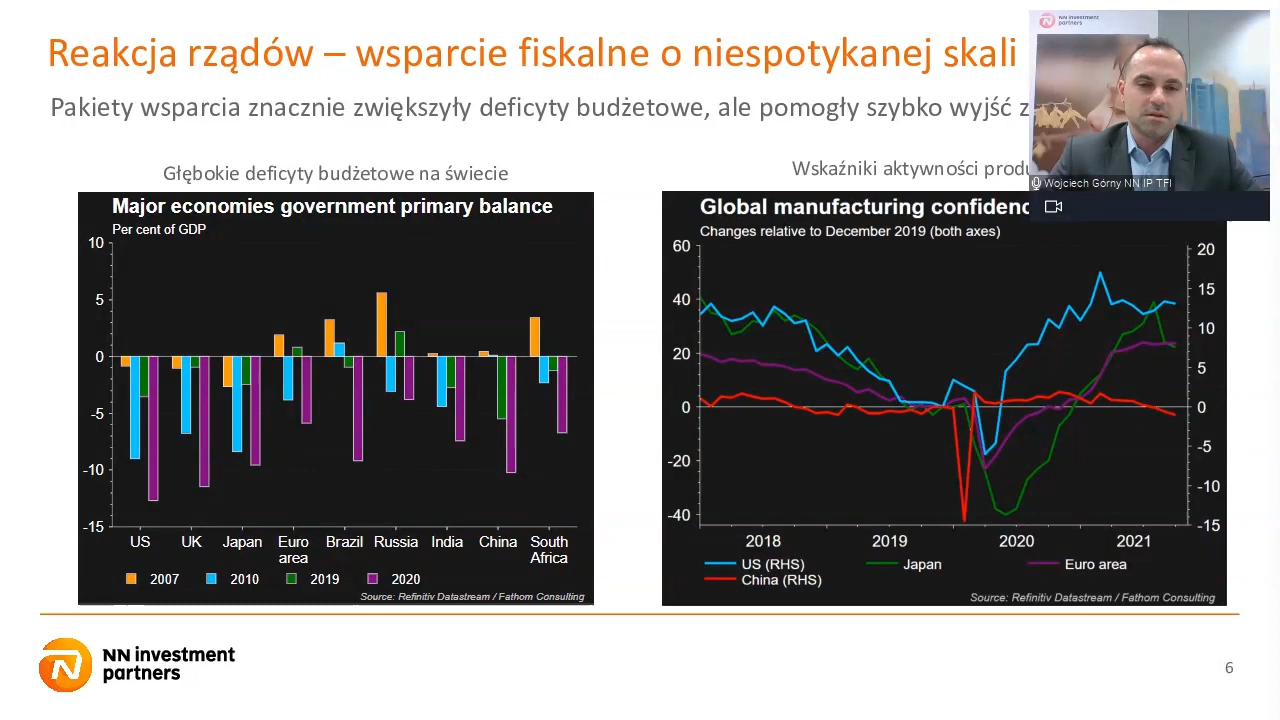 Reakcja rządów – wsparcie fiskalne o niespotykanej skali
Pakiety wsparcia znacznie zwiększyły deficyty budżetowe, ale pomogły szybko wyjść z
NN investment
partners
Wojciech Górny NN IP TFI
Głębokie deficyty budżetowe na świecie
Major economies government primary balance
Per cent of GDP
10
5
0
-5
-10
-15
US UK Japan Euro area Brazil Russia India China South Africa
2007 2010 2019 2020
Source: Refinitiv Datastream / Fathom Consulting
Wskaźniki aktywności
Global manufacturing
Changes relative to December 2019 (both axes)
60 20
40 15
20 10
0 5
-20 0
-40 -5
-10
-15
2018 2019 2020 2021
US (RHS) Japan Euro area
China (RHS)
Source: Refinitiv Datastream / Fathom Consulting
NN investment
partners
6